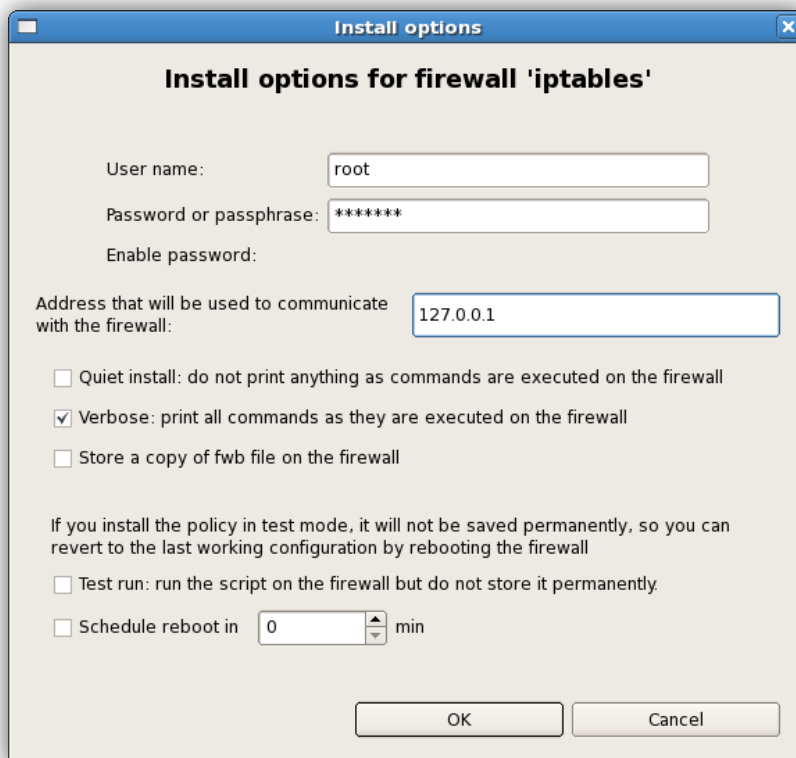 Install options
Install options for firewall 'iptables'
User name:
root
Password or passphrase:
*******
Enable password:
Address that will be used to communicate
with the firewall:
127.0.0.1
Quiet install: do not print anything as commands are executed on the firewall
Verbose: print all commands as they are executed on the firewall
Store a copy of fwb file on the firewall
If you install the policy in test mode, it will not be saved permanently, so you can
revert to the last working configuration by rebooting the firewall
Test run: run the script on the firewall but do not store it permanently.
Schedule reboot in 0 min
OK Cancel